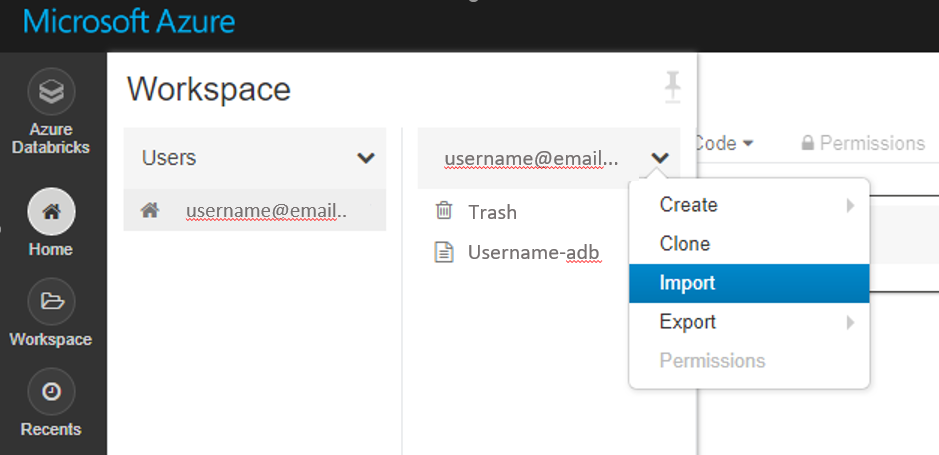 Microsoft Azure
Azure
Databricks
Home
Workspace
Recents
Workspace
Users
username@email..
username@email...
Trash
Username-adb
Code
Permissions
Create
Clone
Import
Export
Permissions